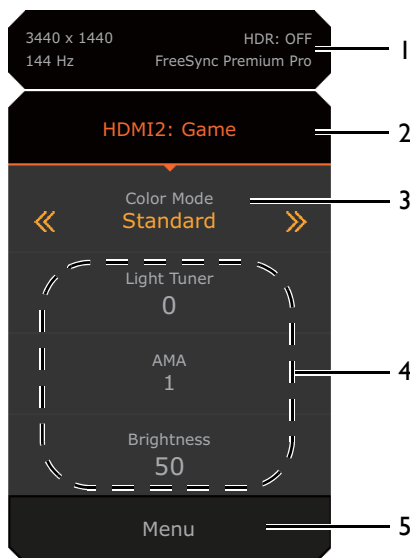 3440 x 1440 HDR: OFF
144 Hz FreeSync Premium Pro
1
HDMI2: Game
2
Color Mode
3
« Standard »
Light Tuner
0
AMA
4
1
Brightness
50
Menu
5